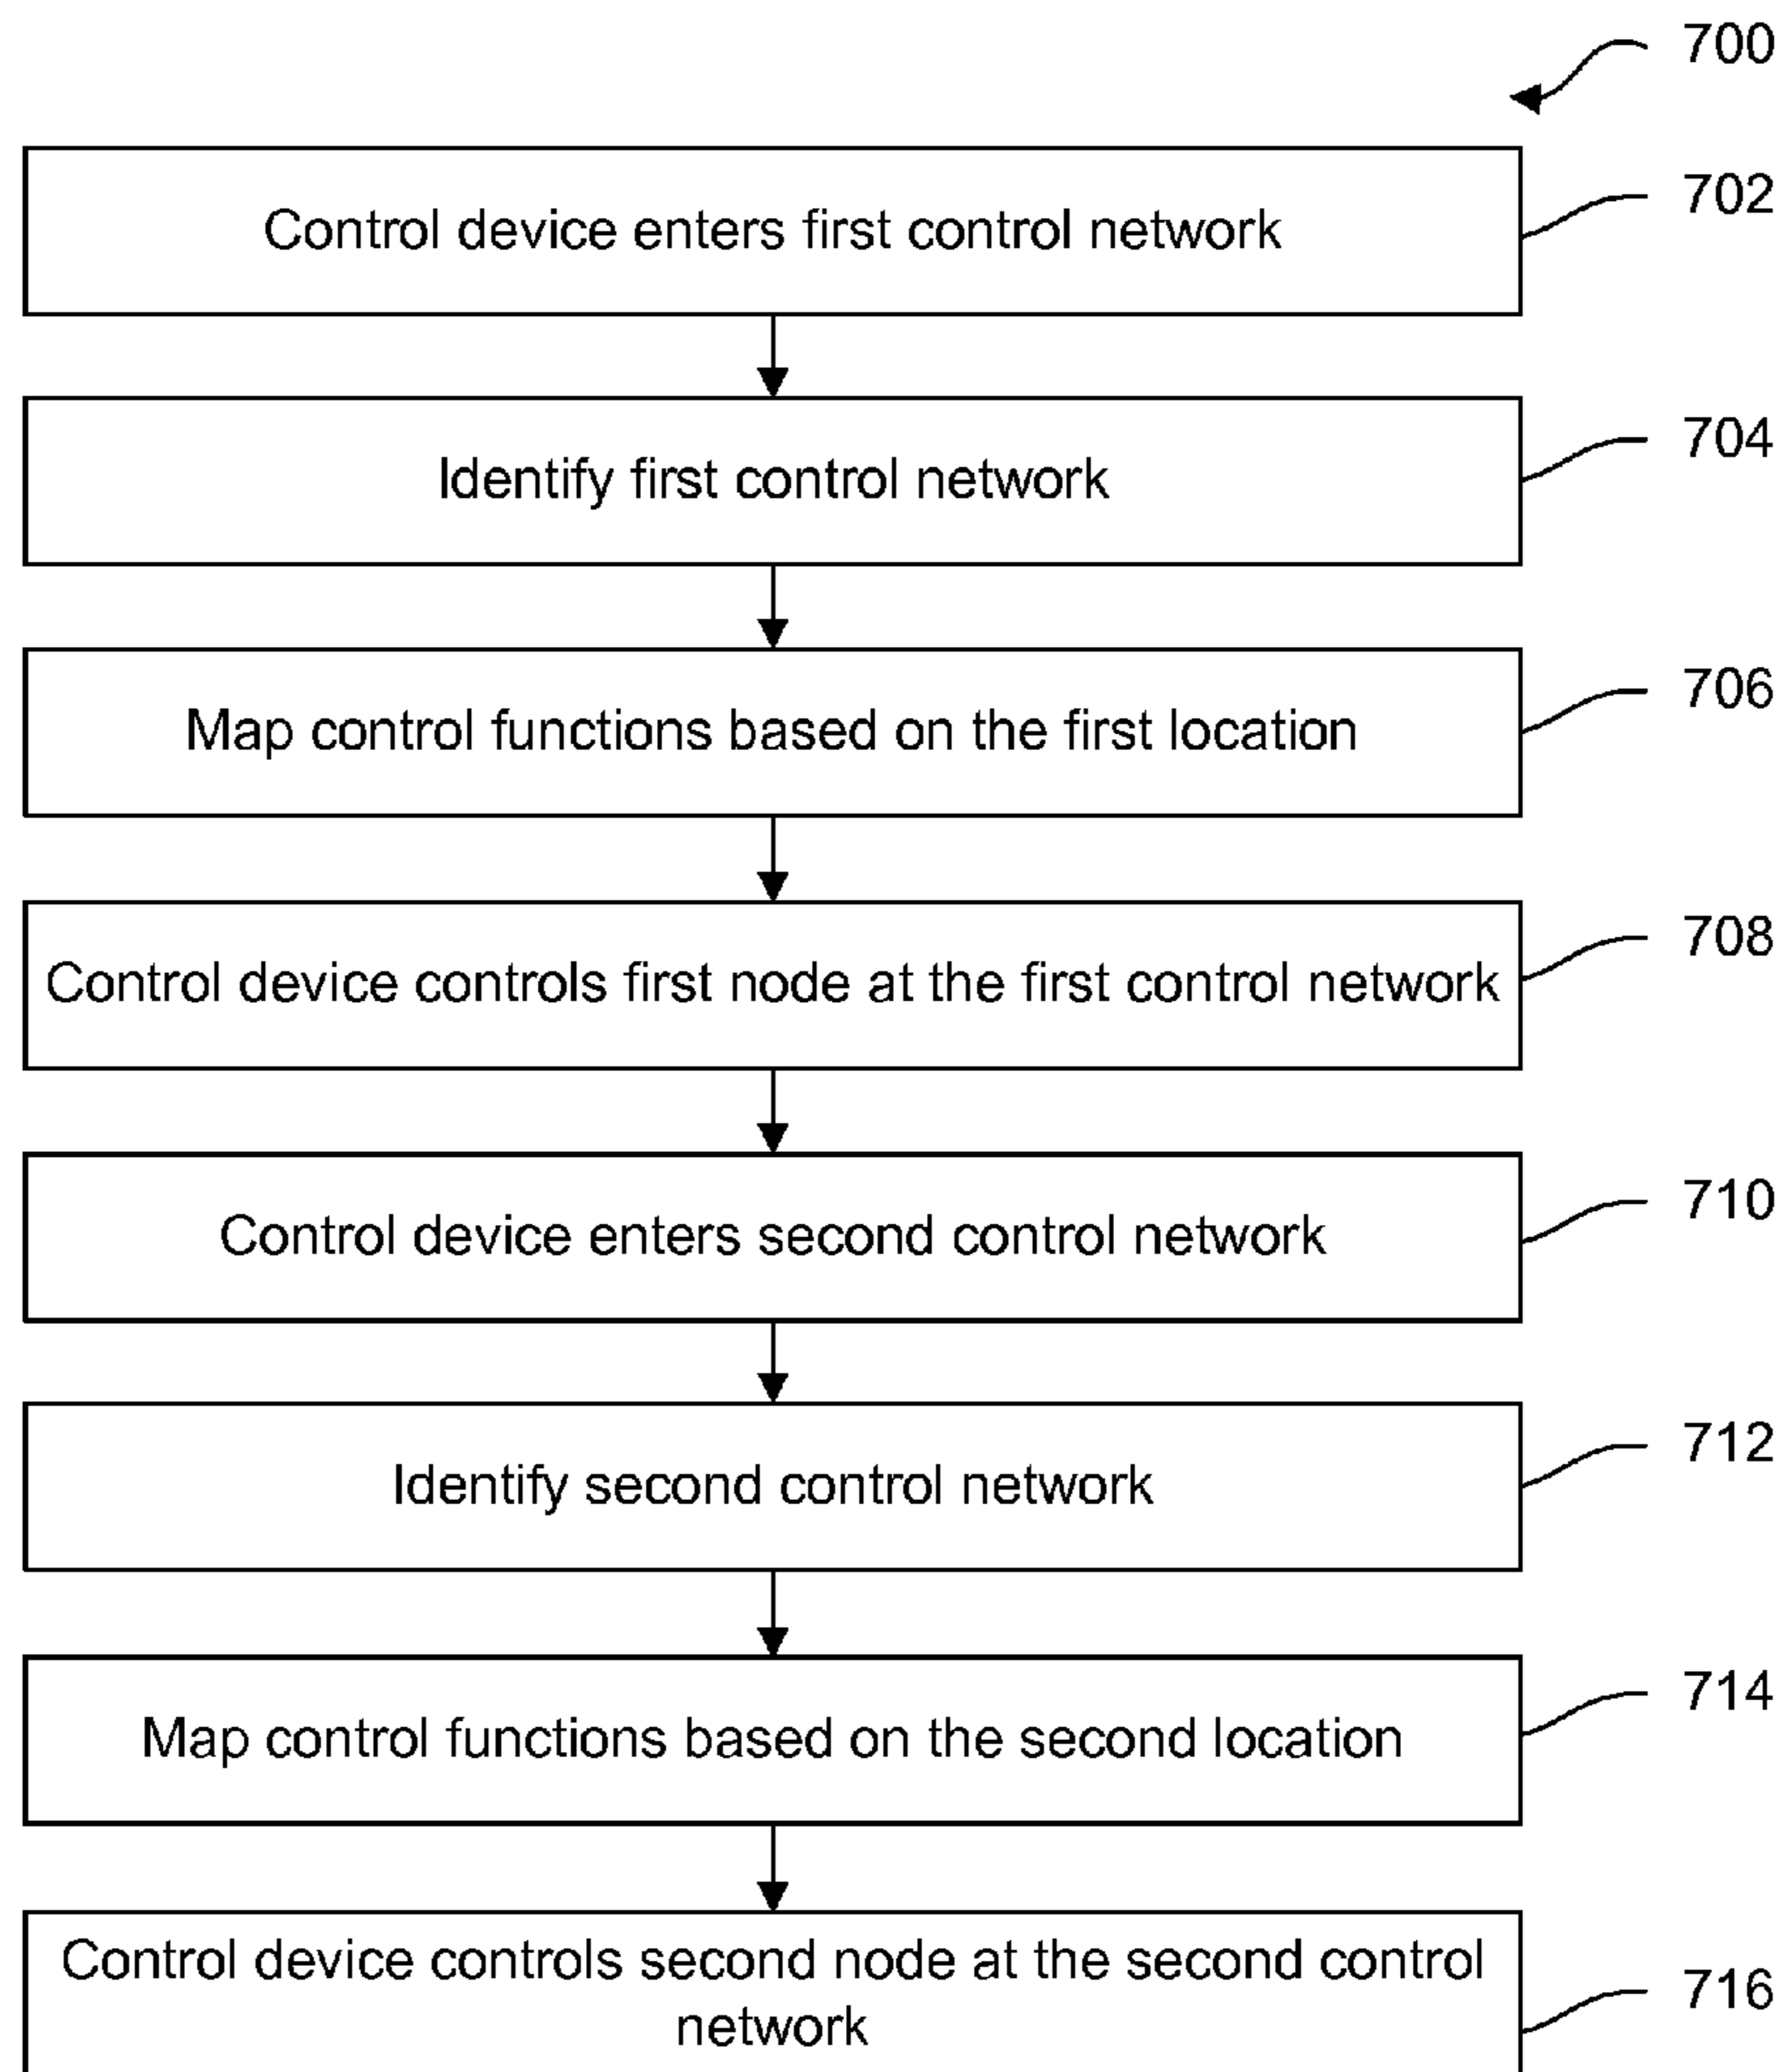 700
Control device enters first control network
702
Identify first control network
704
Map control functions based on the first location
706
Control device controls first node at the first control network
708
Control device enters second control network
710
Identify second control network
712
Map control functions based on the second location
714
Control device controls second node at the second control
network
716